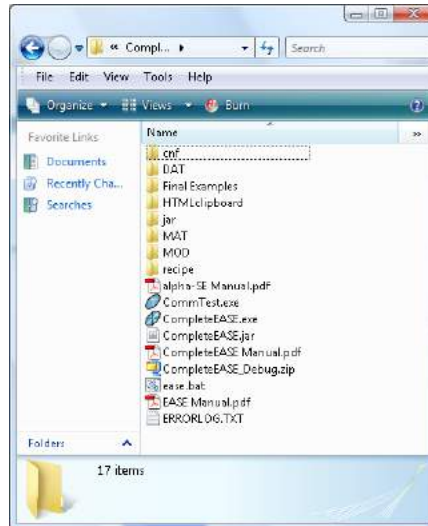 « Compl... ▸
Search
File Edit View Tools Help
Organize Views Burn
Favorite Links
Documents
Recently Cha...
Searches
Folders
Name »
cnf
DAT
Final Examples
HTMLclipboard
jar
MAT
MOD
recipe
alpha-SE Manual.pdf
CommTest.exe
CompleteEASE.exe
CompleteEASE.jar
CompleteEASE Manual.pdf
CompleteEASE_Debug.zip
ease.bat
EASE Manual.pdf
ERRORLOG.TXT
17 items